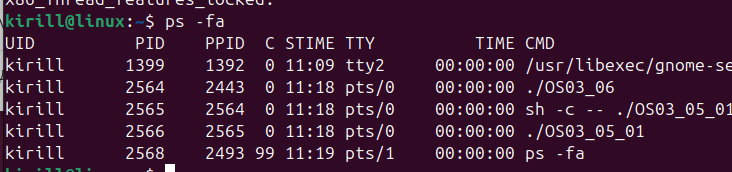 x86_Thread_features_locked:
kirill@linux:~$ ps -fa
UID PID PPID C STIME TTY TIME CMD
kirill 1399 1392 0 11:09 tty2 00:00:00 /usr/libexec/gnome-se
kirill 2564 2443 0 11:18 pts/0 00:00:00 ./OS03_06
kirill 2565 2564 0 11:18 pts/0 00:00:00 sh -c -- ./OS03_05_01
kirill 2566 2565 0 11:18 pts/0 00:00:00 ./OS03_05_01
kirill 2568 2493 99 11:19 pts/1 00:00:00 ps -fa
kirill@linux:~$